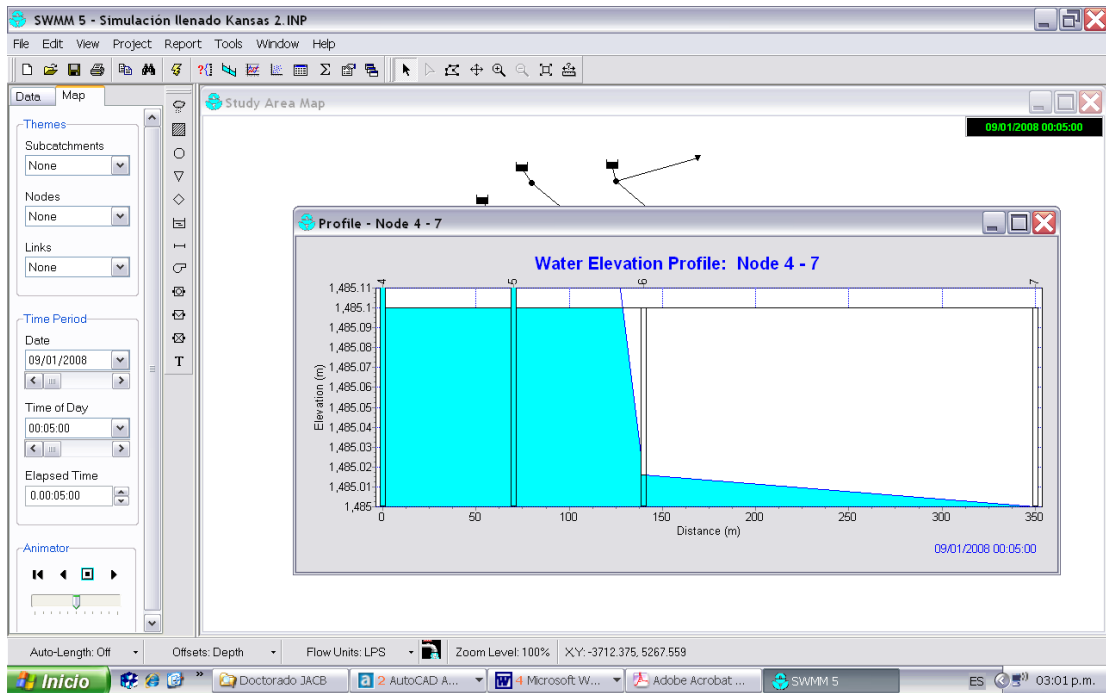 SWMM 5 - Simulación llenado Kansas 2.INP
File Edit View Project Report Tools Window Help
Data Map
Study Area Map
09/01/2008 00:05:00
Themes
Subcatchments
None
Nodes
None
Links
None
Time Period
Date
09/01/2008
Time of Day
00:05:00
Elapsed Time
0.00:05:00
Animator
T
Profile - Node 4 - 7
Water Elevation Profile: Node 4 - 7
4 5 6 7
1,485.11
1,485.1
1,485.09
1,485.08
1,485.07
1,485.06
1,485.05
1,485.04
1,485.03
1,485.02
1,485.01
1,485
Elevation (m)
0 50 100 150 200 250 300 350
Distance (m)
09/01/2008 00:05:00
Auto-Length: Off Offsets: Depth Flow Units: LPS Zoom Level: 100% X,Y: -3712.375, 5267.559
Inicio » Doctorado JACB 2 AutoCAD A... 4 Microsoft W... Adobe Acrobat ... SWMM 5 ES 03:01 p.m.